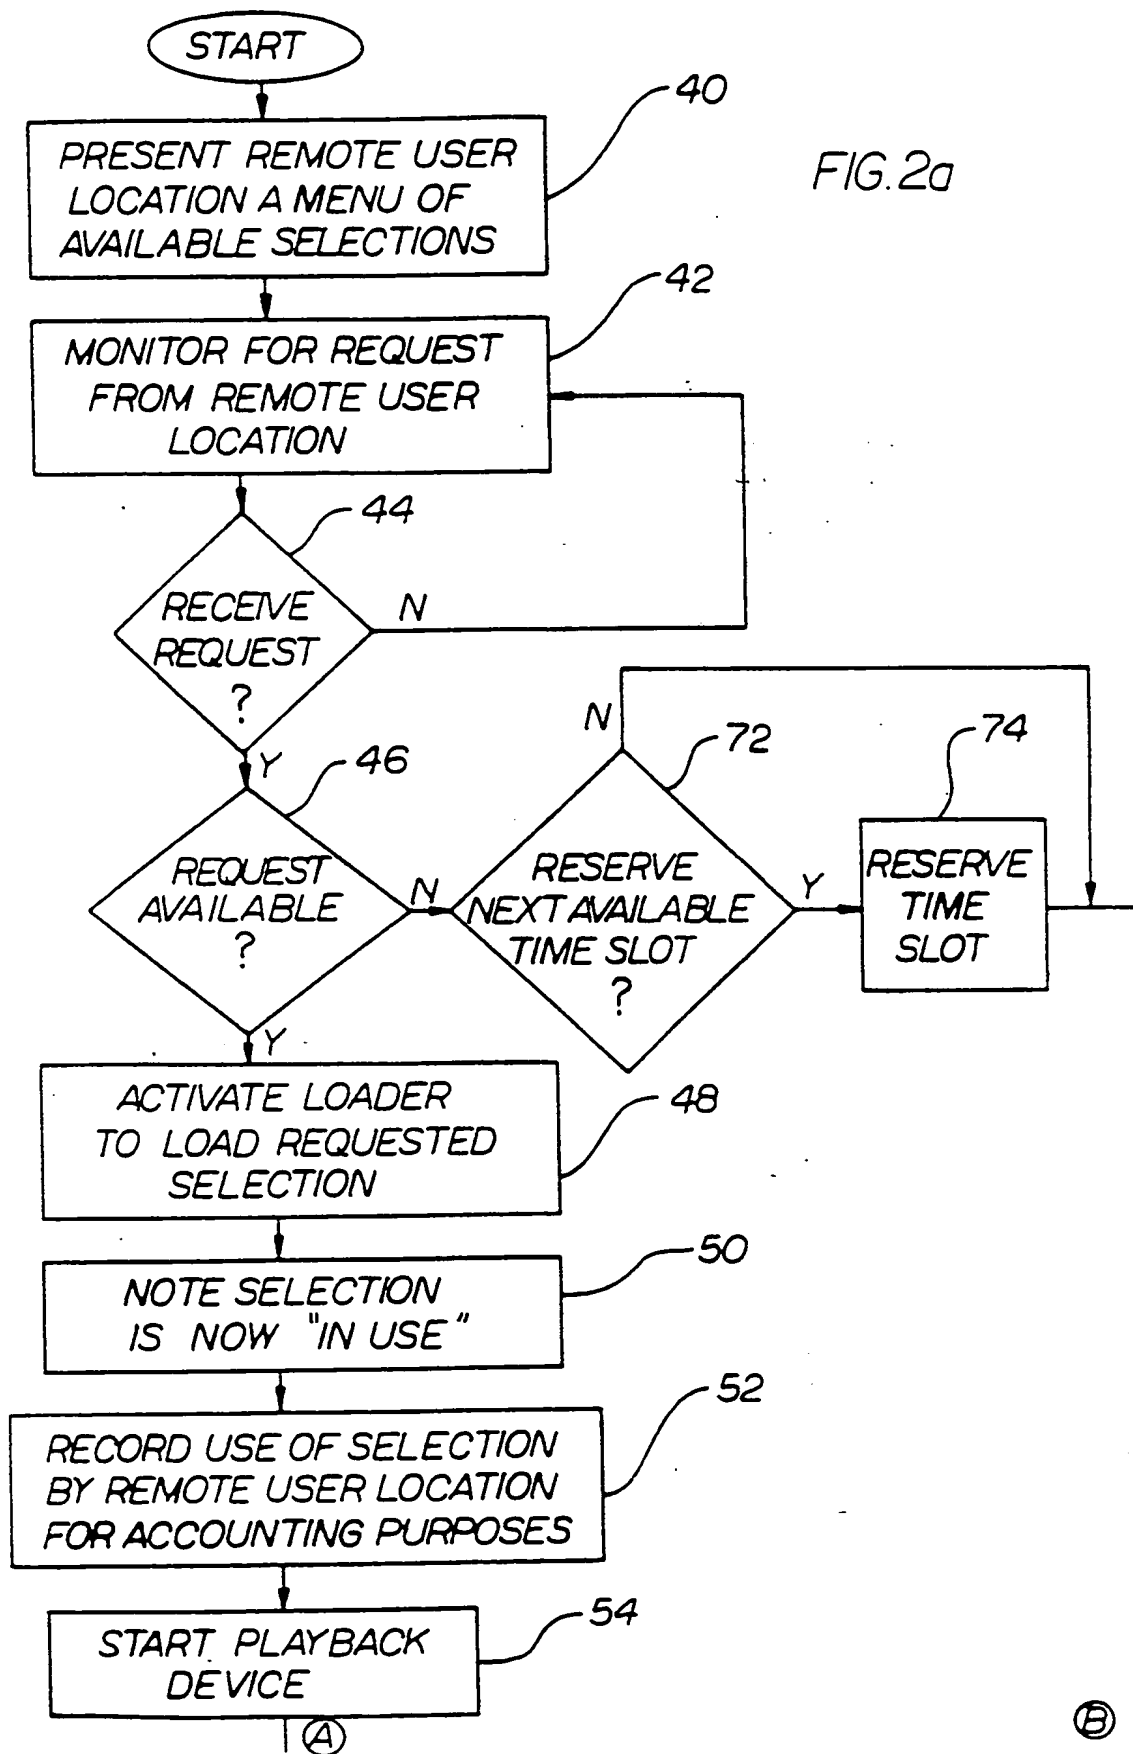 START
40
PRESENT REMOTE USER
LOCATION A MENU OF
AVAILABLE SELECTIONS
FIG. 2a
42
MONITOR FOR REQUEST
FROM REMOTE USER
LOCATION
44
RECEIVE
REQUEST
?
N
Y
46
REQUEST
AVAILABLE
?
N
72
N
RESERVE
NEXT AVAILABLE
TIME SLOT
?
Y
74
RESERVE
TIME
SLOT
Y
ACTIVATE LOADER
TO LOAD REQUESTED
SELECTION
48
NOTE SELECTION
IS NOW "IN USE"
50
RECORD USE OF SELECTION
BY REMOTE USER LOCATION
FOR ACCOUNTING PURPOSES
52
START PLAYBACK
DEVICE
54
A
B